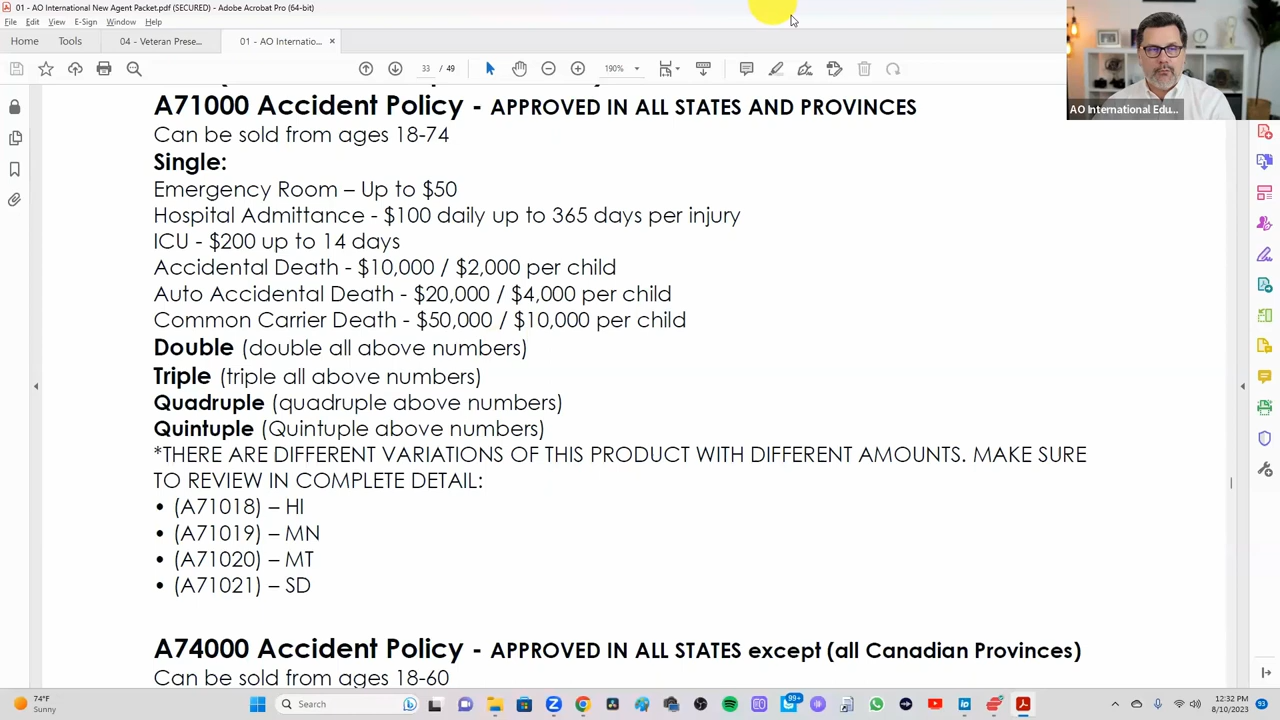 01 - AO International New Agent Packet.pdf (SECURED) - Adobe Acrobat Pro (64-bit)
File Edit View E-Sign Window Help
Home Tools 04 - Veteran Prese... 01 - AO Internatio... ×
33 / 49 190%
A71000 Accident Policy - APPROVED IN ALL STATES AND PROVINCES
Can be sold from ages 18-74
Single:
Emergency Room – Up to $50
Hospital Admittance - $100 daily up to 365 days per injury
ICU - $200 up to 14 days
Accidental Death - $10,000 / $2,000 per child
Auto Accidental Death - $20,000 / $4,000 per child
Common Carrier Death - $50,000 / $10,000 per child
Double (double all above numbers)
Triple (triple all above numbers)
Quadruple (quadruple above numbers)
Quintuple (Quintuple above numbers)
*THERE ARE DIFFERENT VARIATIONS OF THIS PRODUCT WITH DIFFERENT AMOUNTS. MAKE SURE
TO REVIEW IN COMPLETE DETAIL:
• (A71018) – HI
• (A71019) – MN
• (A71020) – MT
• (A71021) – SD
A74000 Accident Policy - APPROVED IN ALL STATES except (all Canadian Provinces)
Can be sold from ages 18-60
AO International Edu...
74°F
Sunny
Search
99+
12:32 PM
8/10/2023
93